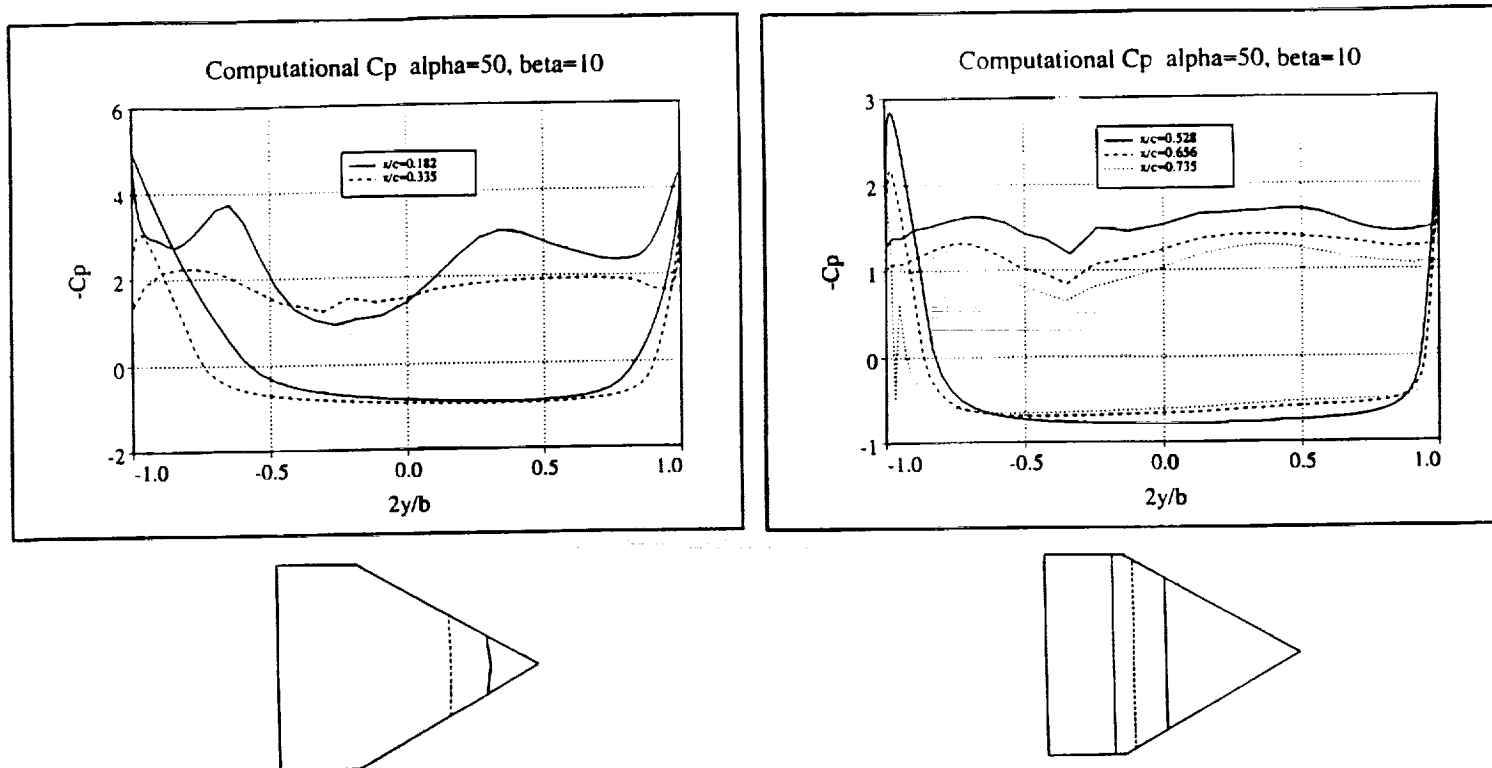 Computational Cp alpha=50, beta=10
6
4
2
0
-2
-Cp
x/c=0.182
x/c=0.335
-1.0
-0.5
0.0
0.5
1.0
2y/b
Computational Cp alpha=50, beta=10
3
2
1
0
-1
-Cp
x/c=0.528
x/c=0.656
x/c=0.735
-1.0
-0.5
0.0
0.5
1.0
2y/b